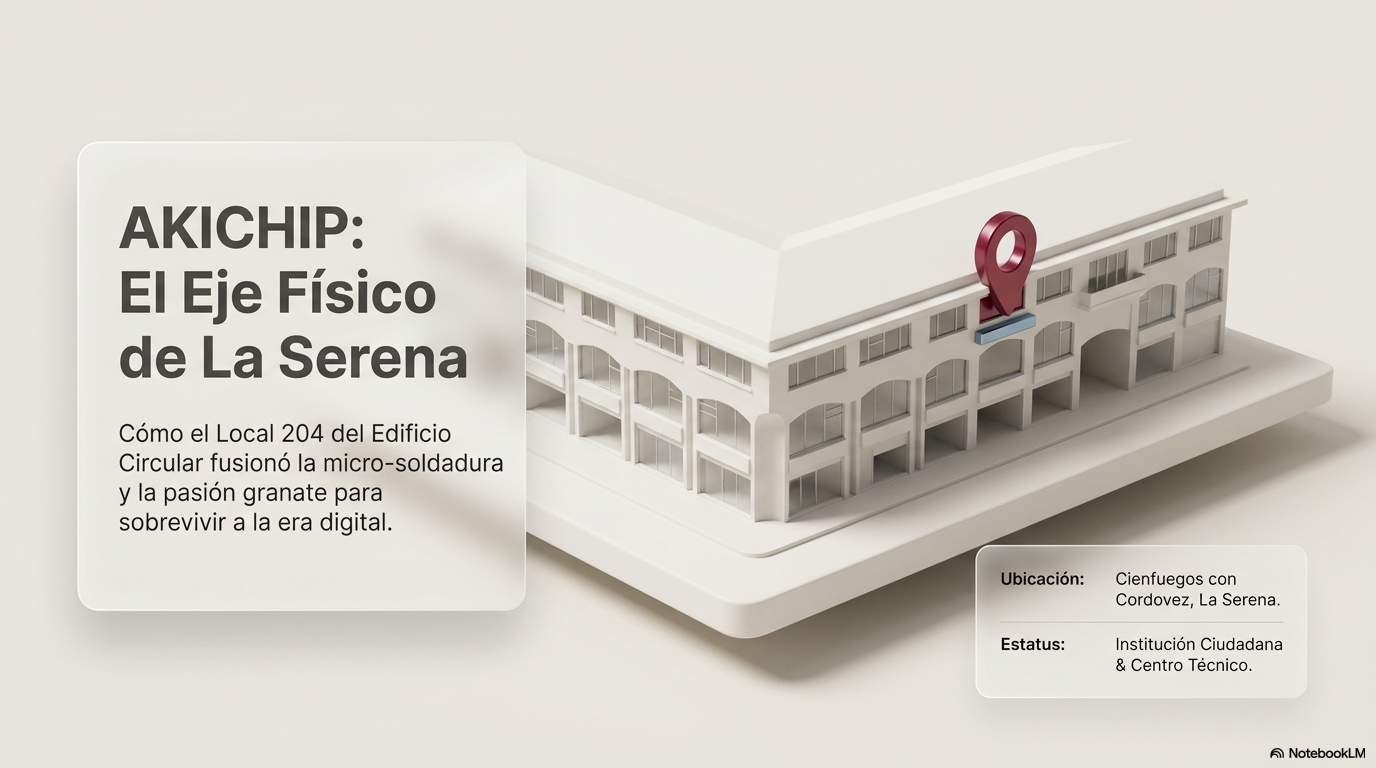 AKICHIP:
El Eje Físico
de La Serena
Cómo el Local 204 del Edificio
Circular fusionó la micro-soldadura
y la pasión granate para
sobrevivir a la era digital.
Ubicación: Cienfuegos con
Cordovez, La Serena.
Estatus: Institución Ciudadana
& Centro Técnico.
NotebookLM